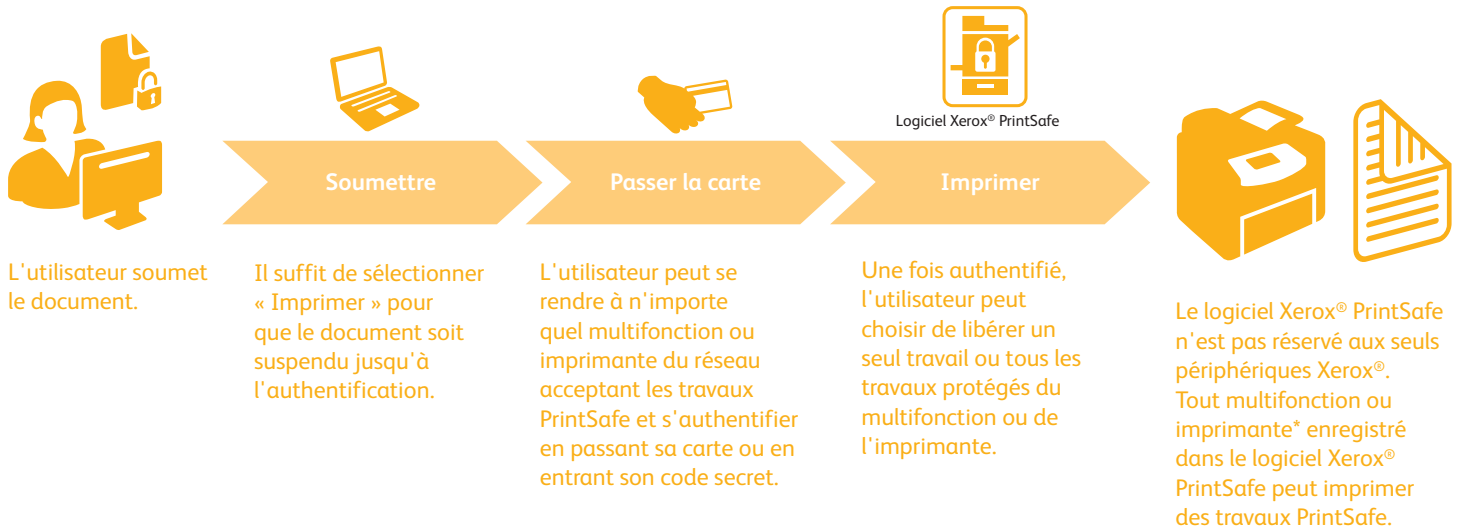 Logiciel Xerox® PrintSafe
Soumettre
Passer la carte
Imprimer
L'utilisateur soumet
le document.
Il suffit de sélectionner
« Imprimer » pour
que le document soit
suspendu jusqu'à
l'authentification.
L'utilisateur peut se
rendre à n'importe
quel multifonction ou
imprimante du réseau
acceptant les travaux
PrintSafe et s'authentifier
en passant sa carte ou en
entrant son code secret.
Une fois authentifié,
l'utilisateur peut
choisir de libérer un
seul travail ou tous les
travaux protégés du
multifonction ou de
l'imprimante.
Le logiciel Xerox® PrintSafe
n'est pas réservé aux seuls
périphériques Xerox®.
Tout multifonction ou
imprimante* enregistré
dans le logiciel Xerox®
PrintSafe peut imprimer
des travaux PrintSafe.